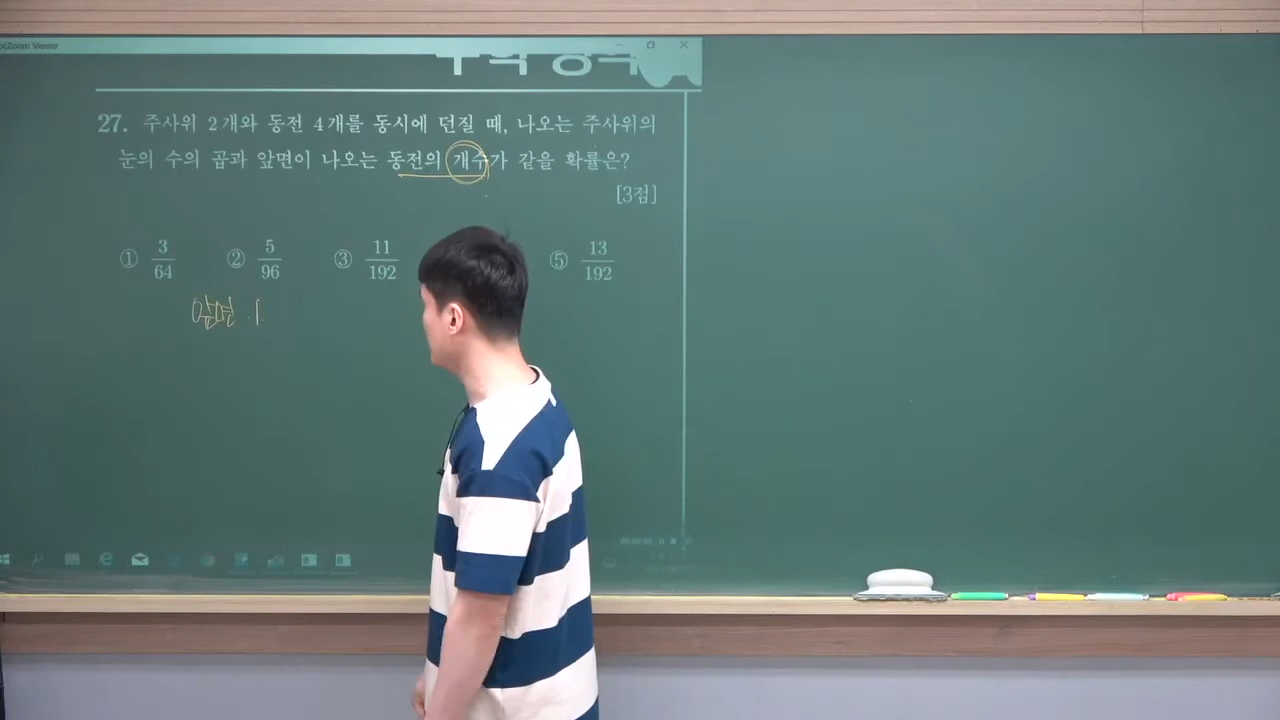 27. 주사위 2개와 동전 4개를 동시에 던질 때, 나오는 주사위의
눈의 수의 곱과 앞면이 나오는 동전의 개수가 같을 확률은?
[3점]
① 3/64 ② 5/96 ③ 11/192 ⑤ 13/192
앞면 1